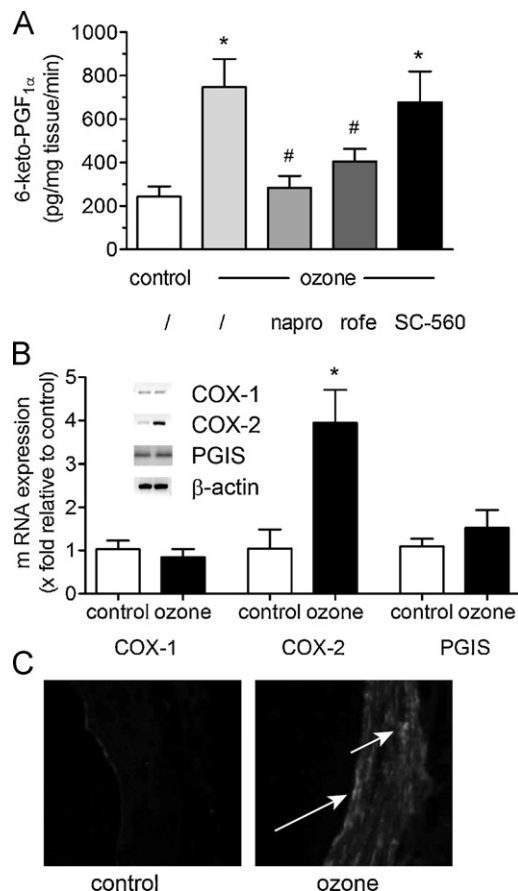 A
6-keto-PGF1α
(pg/mg tissue/min)
1000
800
600
400
200
0
*
#
#
*
control ozone
/ / napro rofe SC-560
B
m RNA expression
(x fold relative to control)
5
4
3
2
1
0
COX-1
COX-2
PGIS
β-actin
*
control ozone control ozone control ozone
COX-1 COX-2 PGIS
C
control ozone